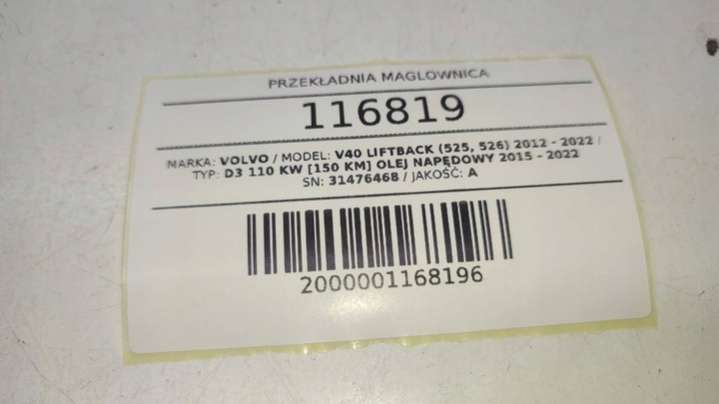 PRZEKŁADNIA MAGLOWNICA
116819
MARKA: VOLVO / MODEL: V40 LIFTBACK (525, 526) 2012 - 2022 /
TYP: D3 110 KW [150 KM] OLEJ NAPĘDOWY 2015 - 2022
SN: 31476468 / JAKOŚĆ: A
2000001168196